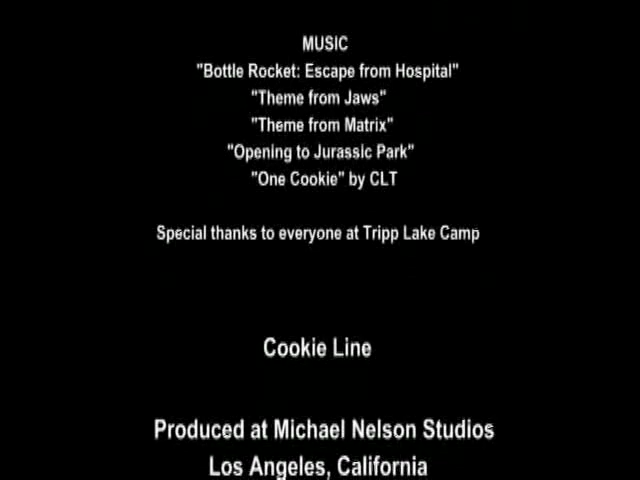 MUSIC
"Bottle Rocket: Escape from Hospital"
"Theme from Jaws"
"Theme from Matrix"
"Opening to Jurassic Park"
"One Cookie" by CLT
Special thanks to everyone at Tripp Lake Camp
Cookie Line
Produced at Michael Nelson Studios
Los Angeles, California